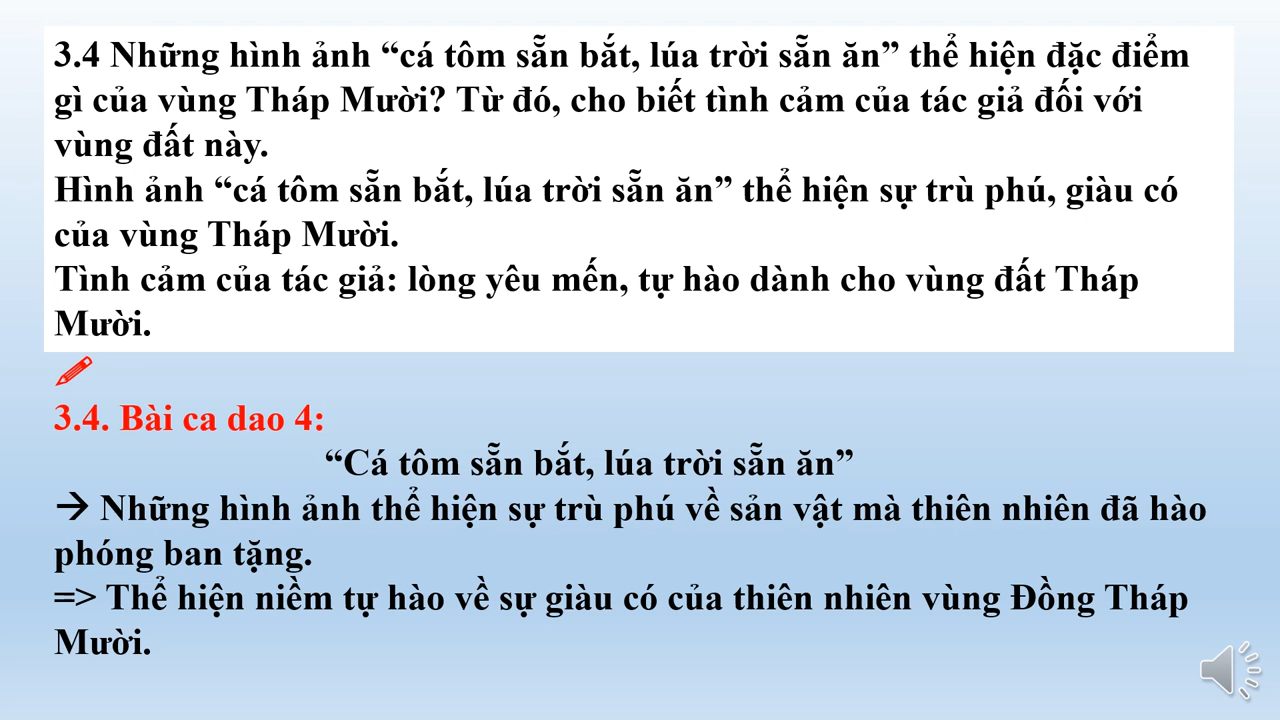 3.4 Những hình ảnh “cá tôm sẵn bắt, lúa trời sẵn ăn” thể hiện đặc điểm
gì của vùng Tháp Mười? Từ đó, cho biết tình cảm của tác giả đối với
vùng đất này.
Hình ảnh “cá tôm sẵn bắt, lúa trời sẵn ăn” thể hiện sự trù phú, giàu có
của vùng Tháp Mười.
Tình cảm của tác giả: lòng yêu mến, tự hào dành cho vùng đất Tháp
Mười.
3.4. Bài ca dao 4:
“Cá tôm sẵn bắt, lúa trời sẵn ăn”
→ Những hình ảnh thể hiện sự trù phú về sản vật mà thiên nhiên đã hào
phóng ban tặng.
=> Thể hiện niềm tự hào về sự giàu có của thiên nhiên vùng Đồng Tháp
Mười.